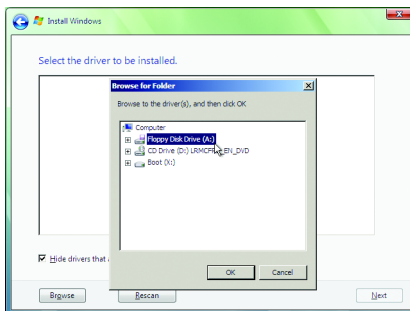 Install Windows
Select the driver to be installed.
Browse for Folder
Browse to the driver(s), and then click OK
Computer
Floppy Disk Drive (A:)
CD Drive (D:) EN_DVD
Boot (X:)
Hide drivers that
OK
Cancel
Browse
Rescan
Next